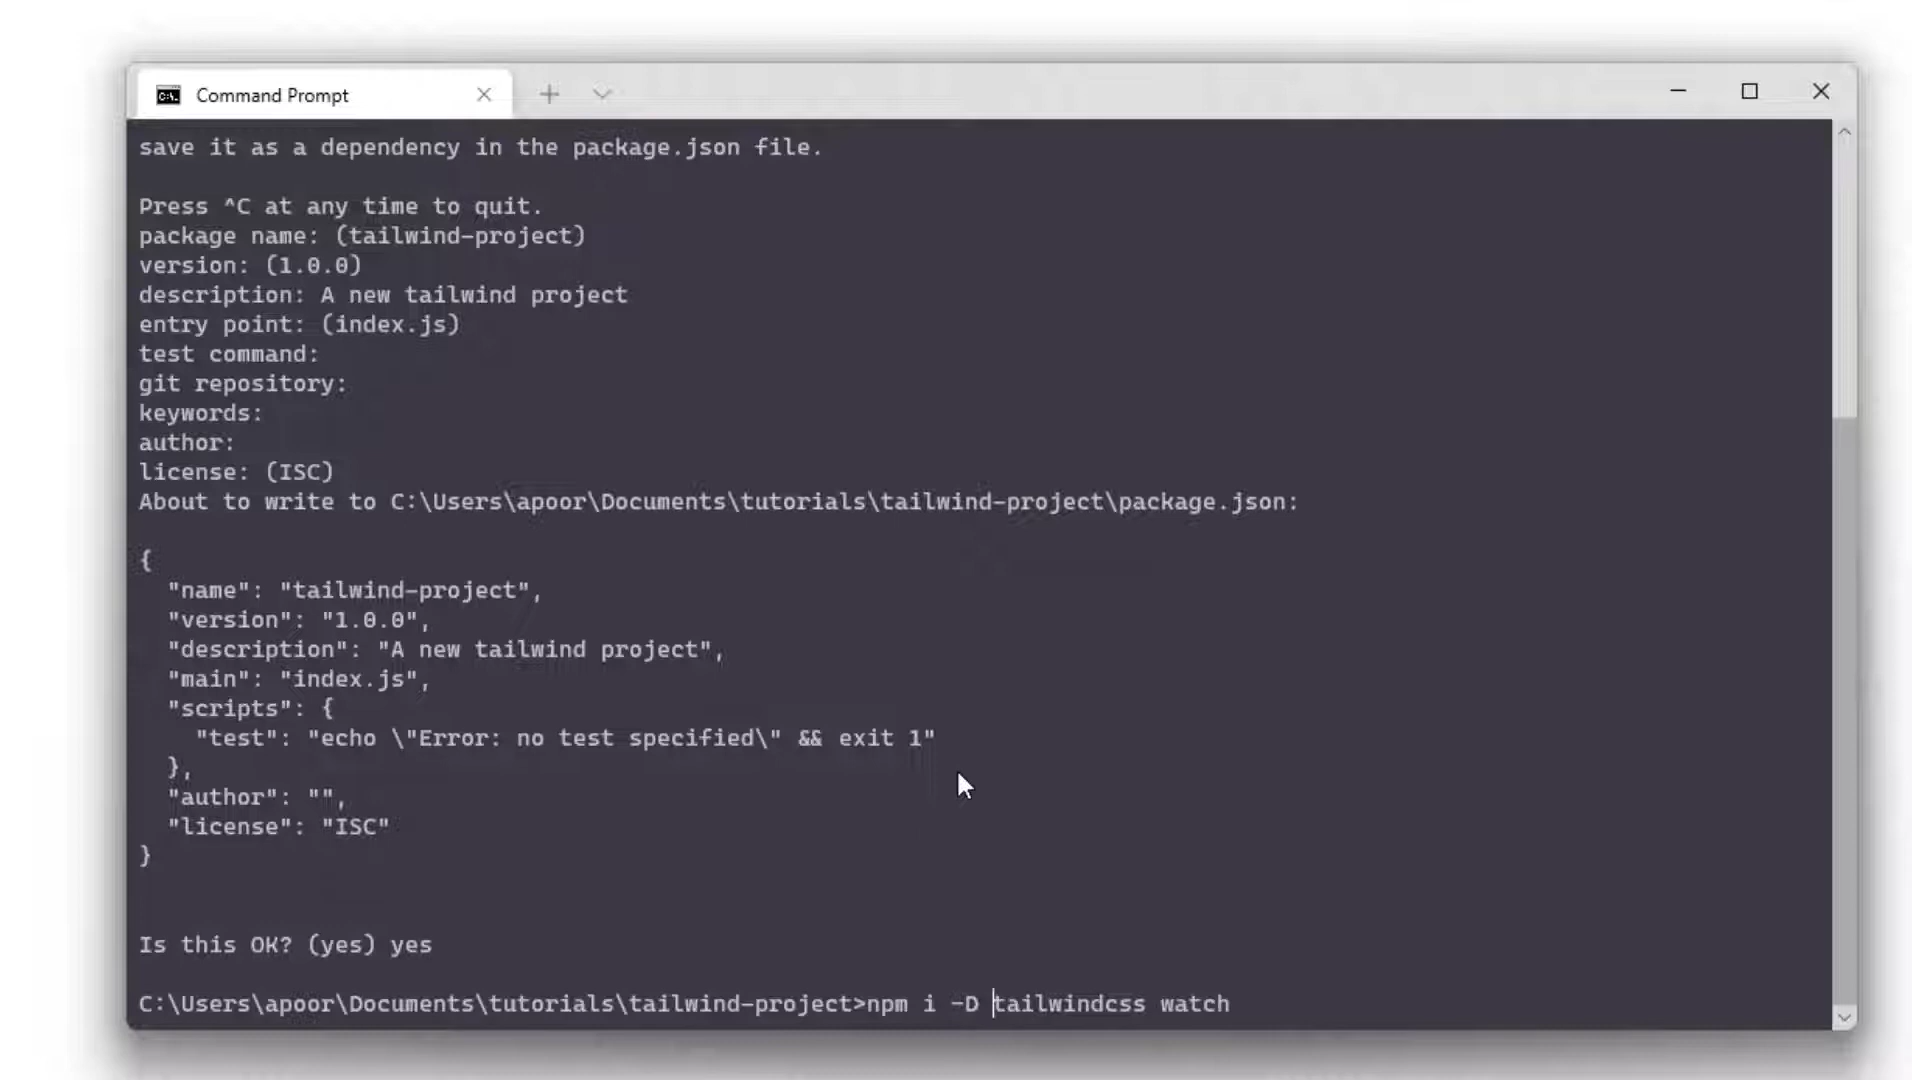 Command Prompt
save it as a dependency in the package.json file.
Press ^C at any time to quit.
package name: (tailwind-project)
version: (1.0.0)
description: A new tailwind project
entry point: (index.js)
test command:
git repository:
keywords:
author:
license: (ISC)
About to write to C:\Users\apoor\Documents\tutorials\tailwind-project\package.json:
{
"name": "tailwind-project",
"version": "1.0.0",
"description": "A new tailwind project",
"main": "index.js",
"scripts": {
"test": "echo \"Error: no test specified\" && exit 1"
},
"author": "",
"license": "ISC"
}
Is this OK? (yes) yes
C:\Users\apoor\Documents\tutorials\tailwind-project>npm i -D tailwindcss watch